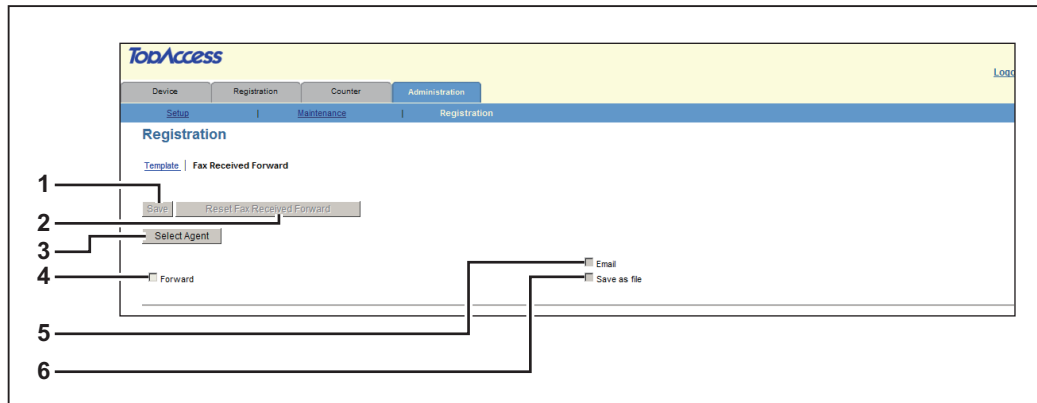 TopAccess
Logo
Device Registration Counter Administration
Setup | Maintenance | Registration
Registration
Template | Fax Received Forward
1
Save Reset Fax Received Forward
2
Select Agent
3
Email
4
Forward
Save as file
5
6